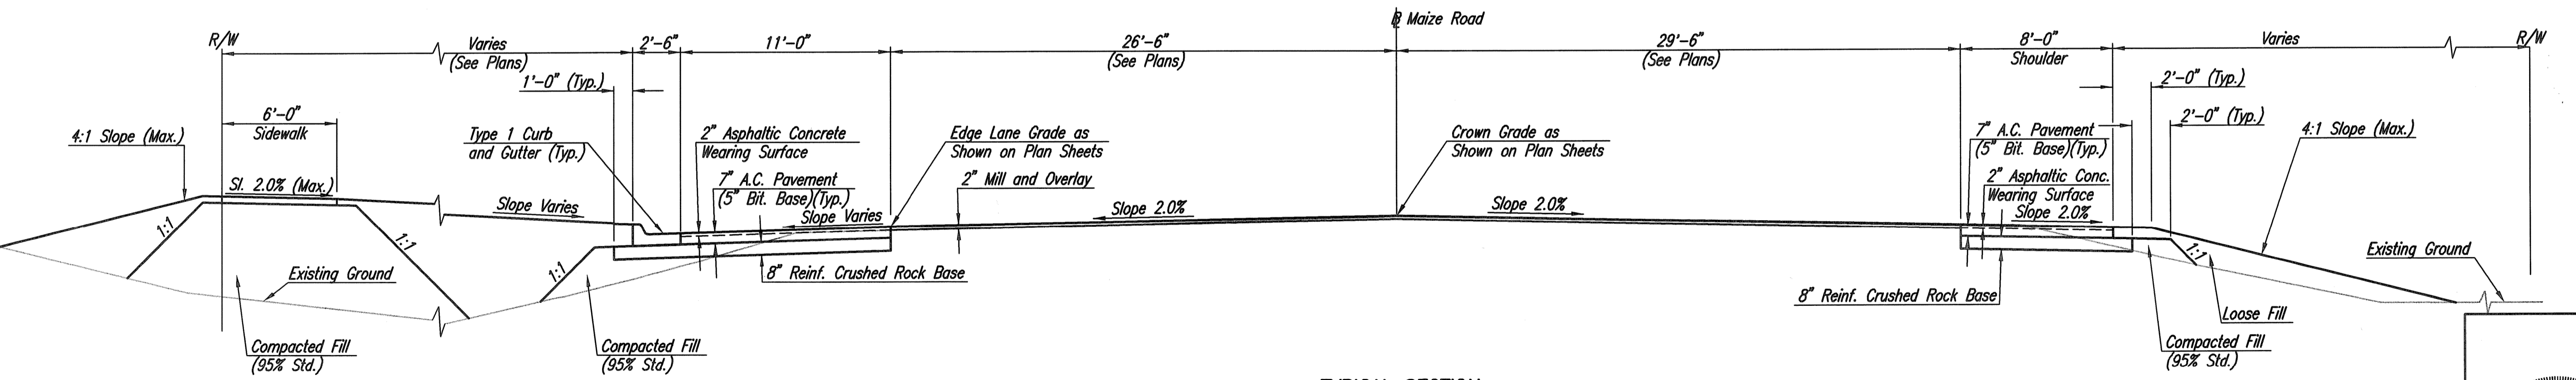 ℄ Maize Road
R/W
Varies
(See Plans)
2'-6"
11'-0"
26'-6"
(See Plans)
29'-6"
(See Plans)
8'-0"
Shoulder
Varies
R/W
1'-0" (Typ.)
2'-0" (Typ.)
2'-0" (Typ.)
6'-0"
Sidewalk
4:1 Slope (Max.)
Type 1 Curb
and Gutter (Typ.)
2" Asphaltic Concrete
Wearing Surface
7" A.C. Pavement
(5" Bit. Base)(Typ.)
Edge Lane Grade as
Shown on Plan Sheets
2" Mill and Overlay
Crown Grade as
Shown on Plan Sheets
7" A.C. Pavement
(5" Bit. Base)(Typ.)
2" Asphaltic Conc.
Wearing Surface
4:1 Slope (Max.)
Sl. 2.0% (Max.)
Slope Varies
Slope Varies
Slope 2.0%
Slope 2.0%
Slope 2.0%
1:1
1:1
1:1
1:1
Existing Ground
8" Reinf. Crushed Rock Base
8" Reinf. Crushed Rock Base
Existing Ground
Loose Fill
Compacted Fill
(95% Std.)
Compacted Fill
(95% Std.)
Compacted Fill
(95% Std.)
TYPICAL SECTION